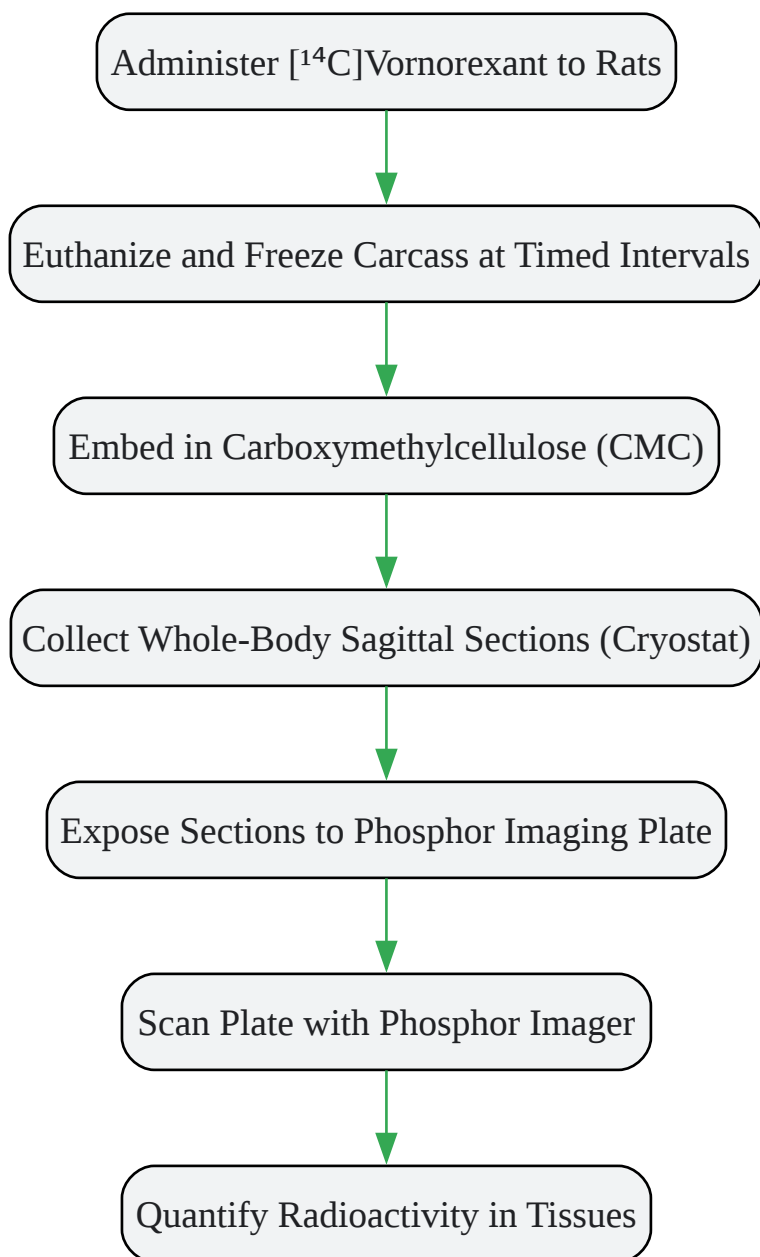 Administer [¹⁴C]Vornorexant to Rats
Euthanize and Freeze Carcass at Timed Intervals
Embed in Carboxymethylcellulose (CMC)
Collect Whole-Body Sagittal Sections (Cryostat)
Expose Sections to Phosphor Imaging Plate
Scan Plate with Phosphor Imager
Quantify Radioactivity in Tissues